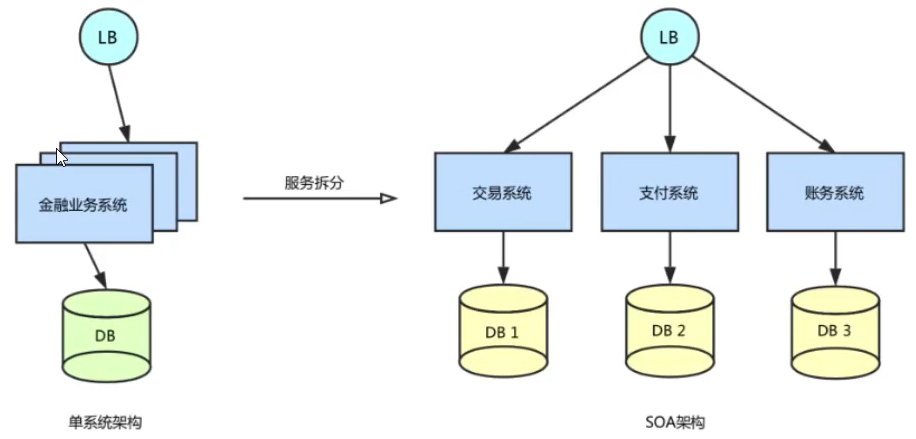 LB
金融业务系统
DB
单系统架构
服务拆分
LB
交易系统
支付系统
账务系统
DB 1
DB 2
DB 3
SOA架构